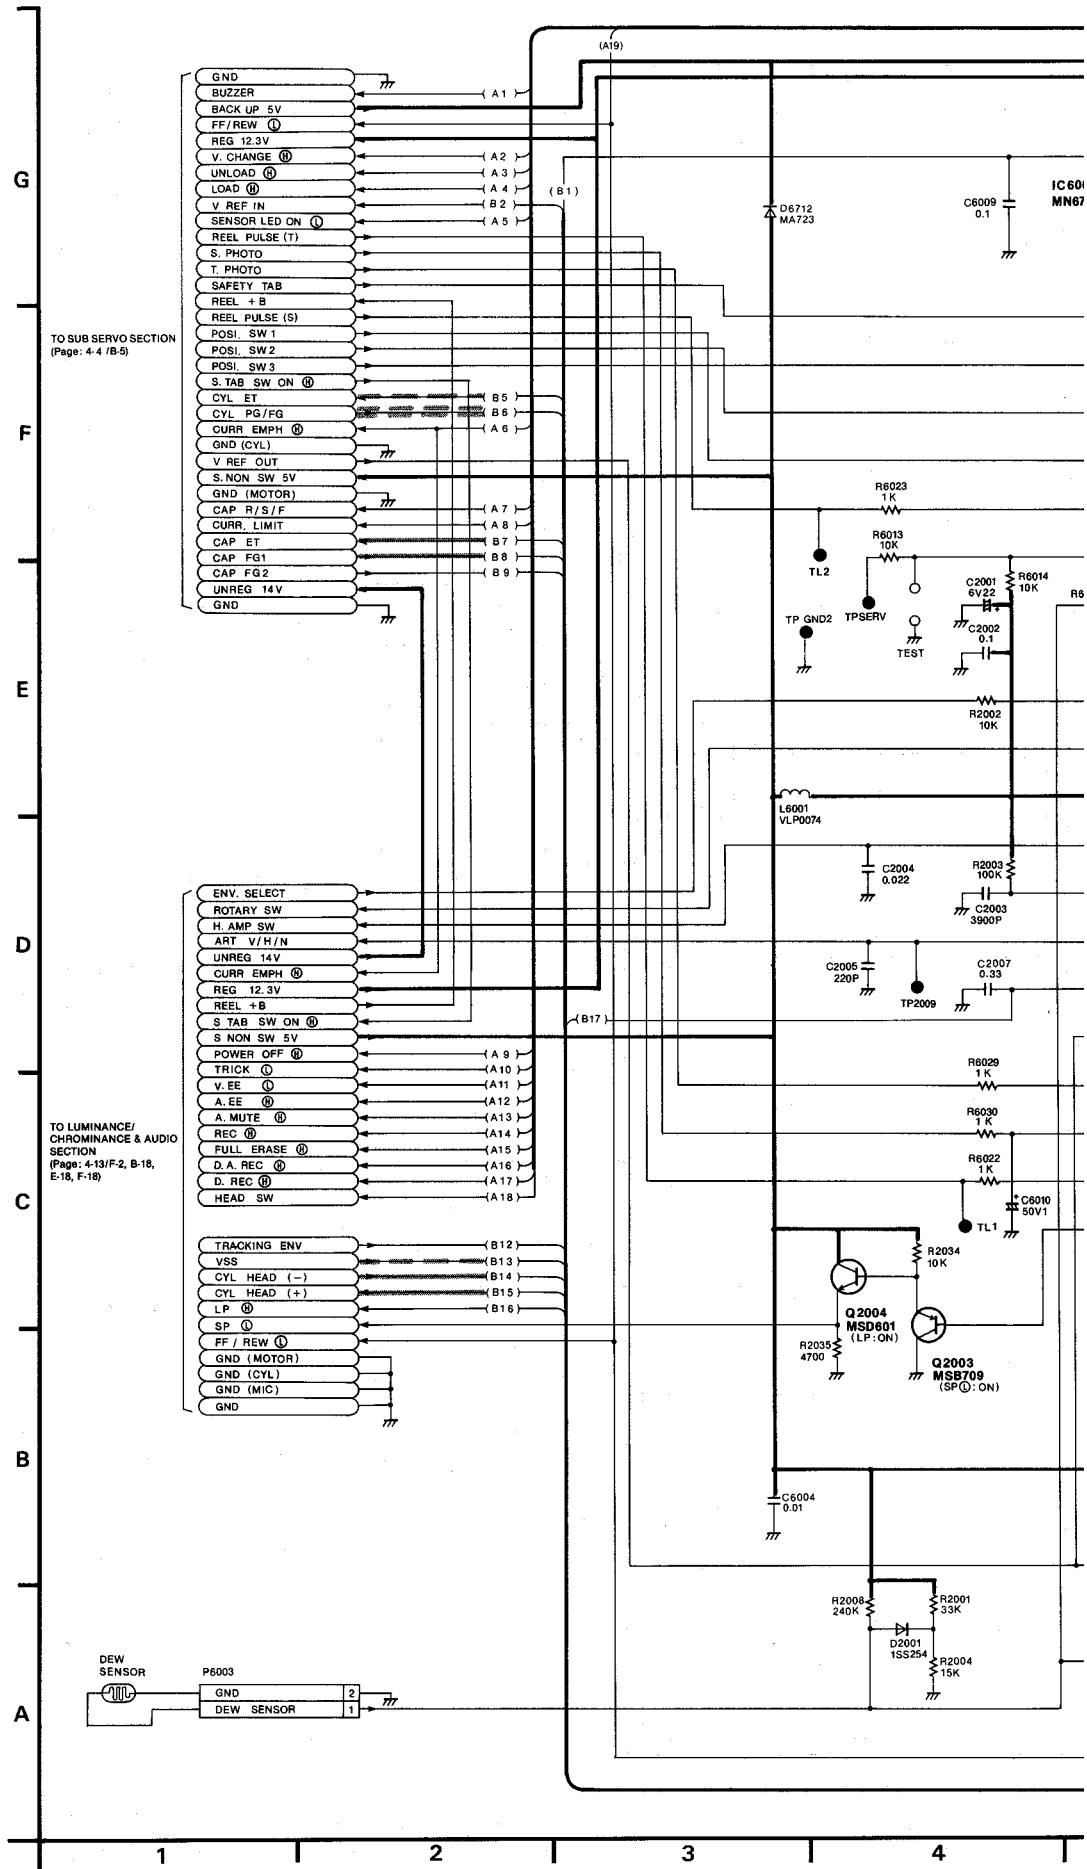 (A19)
GND
BUZZER
(A1)
BACK UP 5V
FF/REW Ⓛ
REG 12.3V
V. CHANGE Ⓗ
(A2)
UNLOAD Ⓗ
(A3)
G
LOAD Ⓗ
(A4)
(B1)
V REF IN
(B2)
SENSOR LED ON Ⓛ
(A5)
REEL PULSE (T)
S. PHOTO
T. PHOTO
SAFETY TAB
REEL +B
REEL PULSE (S)
POSI. SW1
POSI. SW2
POSI. SW3
S. TAB SW ON Ⓗ
CYL ET
(B5)
CYL PG/FG
(B6)
CURR EMPH Ⓗ
(A6)
GND (CYL)
V REF OUT
S. NON SW 5V
GND (MOTOR)
CAP R/S/F
(A7)
CURR. LIMIT
(A8)
CAP ET
(B7)
CAP FG1
(B8)
CAP FG2
(B9)
UNREG 14V
GND
TO SUB SERVO SECTION
(Page: 4-4 /B-5)
F
D6712
MA723
C6009
0.1
IC600
MN67
R6023
1K
R6013
10K
TL2
TPSERV
TP GND2
TEST
C2001
6V22
+
C2002
0.1
R6014
10K
R6
E
R2002
10K
L6001
VLP0074
C2004
0.022
R2003
100K
C2003
3900P
ENV. SELECT
ROTARY SW
H. AMP SW
ART V/H/N
UNREG 14V
CURR EMPH Ⓗ
REG 12.3V
REEL +B
S TAB SW ON Ⓗ
S NON SW 5V
POWER OFF Ⓗ
(A9)
TRICK Ⓛ
(A10)
V. EE Ⓛ
(A11)
A. EE Ⓗ
(A12)
A. MUTE Ⓗ
(A13)
REC Ⓗ
(A14)
FULL ERASE Ⓗ
(A15)
D.A. REC Ⓗ
(A16)
D. REC Ⓗ
(A17)
HEAD SW
(A18)
D
(B17)
C2005
220P
TP2009
C2007
0.33
R6029
1K
R6030
1K
R6022
1K
TL1
+
C6010
50V1
TO LUMINANCE/
CHROMINANCE & AUDIO
SECTION
(Page: 4-13/F-2, B-18,
E-18, F-18)
C
TRACKING ENV
(B12)
VSS
(B13)
CYL HEAD (-)
(B14)
CYL HEAD (+)
(B15)
LP Ⓗ
(B16)
SP Ⓛ
FF / REW Ⓛ
GND (MOTOR)
GND (CYL)
GND (MIC)
GND
R2034
10K
Q2004
MSD601
(LP:ON)
R2035
4700
Q2003
MSB709
(SPⓁ:ON)
B
C6004
0.01
R2008
240K
R2001
33K
D2001
1SS254
R2004
15K
DEW
SENSOR
P6003
GND 2
DEW SENSOR 1
A
1 2 3 4